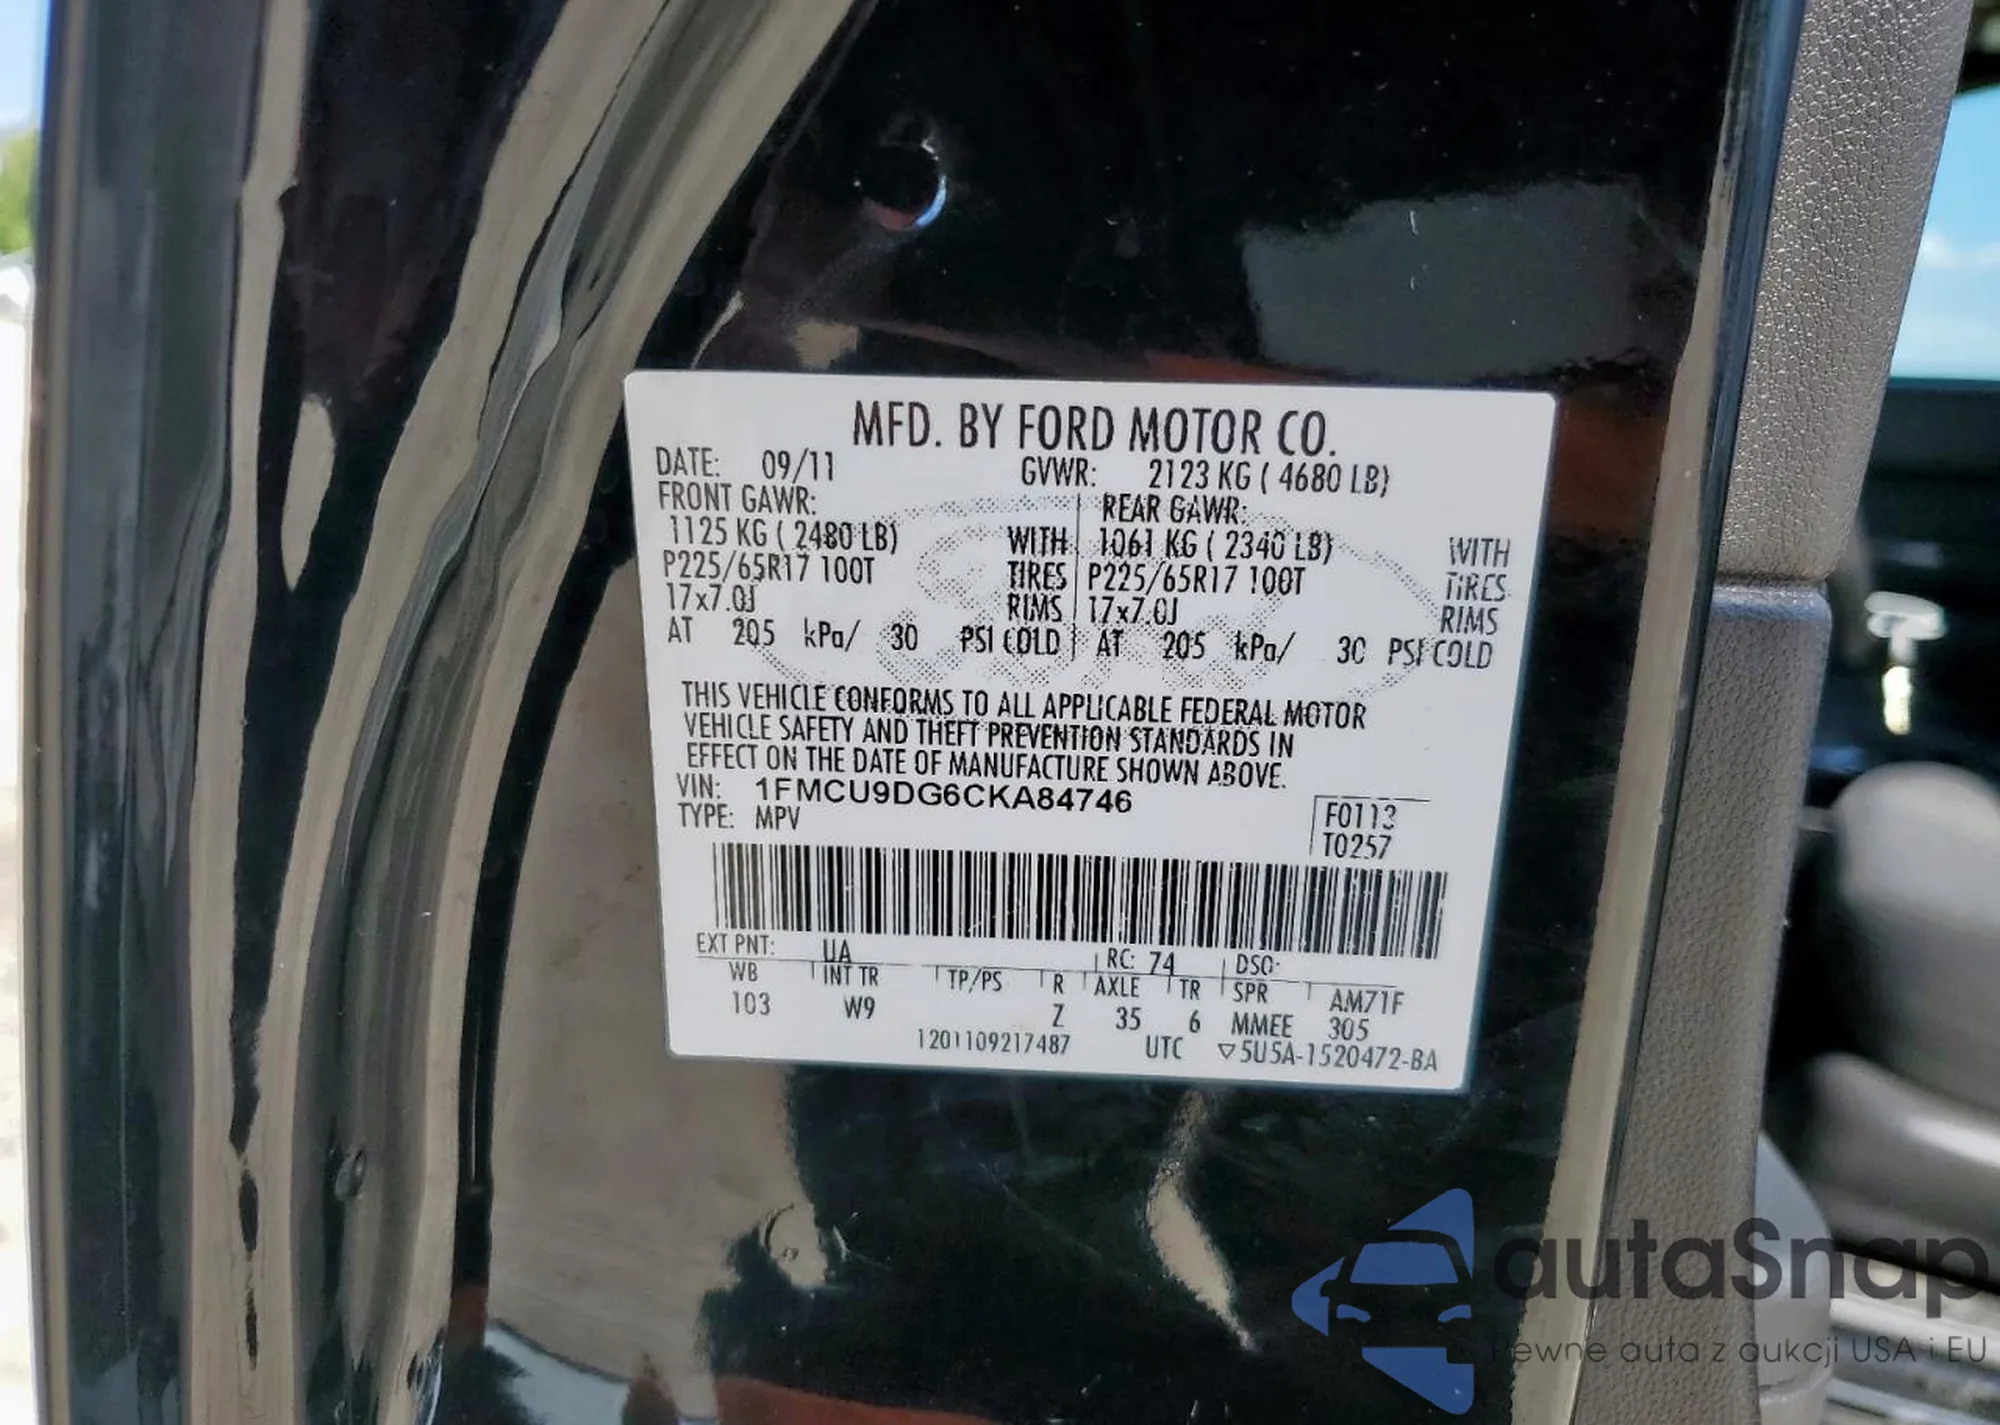 MFD. BY FORD MOTOR CO.
DATE: 09/11 GVWR: 2123 KG ( 4680 LB)
FRONT GAWR: REAR GAWR:
1125 KG ( 2480 LB) WITH 1061 KG ( 2340 LB) WITH
P225/65R17 100T TIRES P225/65R17 100T TIRES
17x7.0J RIMS 17x7.0J RIMS
AT 205 kPa/ 30 PSI COLD AT 205 kPa/ 30 PSI COLD
THIS VEHICLE CONFORMS TO ALL APPLICABLE FEDERAL MOTOR
VEHICLE SAFETY AND THEFT PREVENTION STANDARDS IN
EFFECT ON THE DATE OF MANUFACTURE SHOWN ABOVE.
VIN: 1FMCU9DG6CKA84746
TYPE: MPV F0113
T0257
EXT PNT: UA RC: 74 DSO:
WB INT TR TP/PS R AXLE TR SPR AM71F
103 W9 Z 35 6 MMEE 305
1201109217487 UTC ▽5U5A-1520472-BA
autaSnap
Pewne auta z aukcji USA i EU